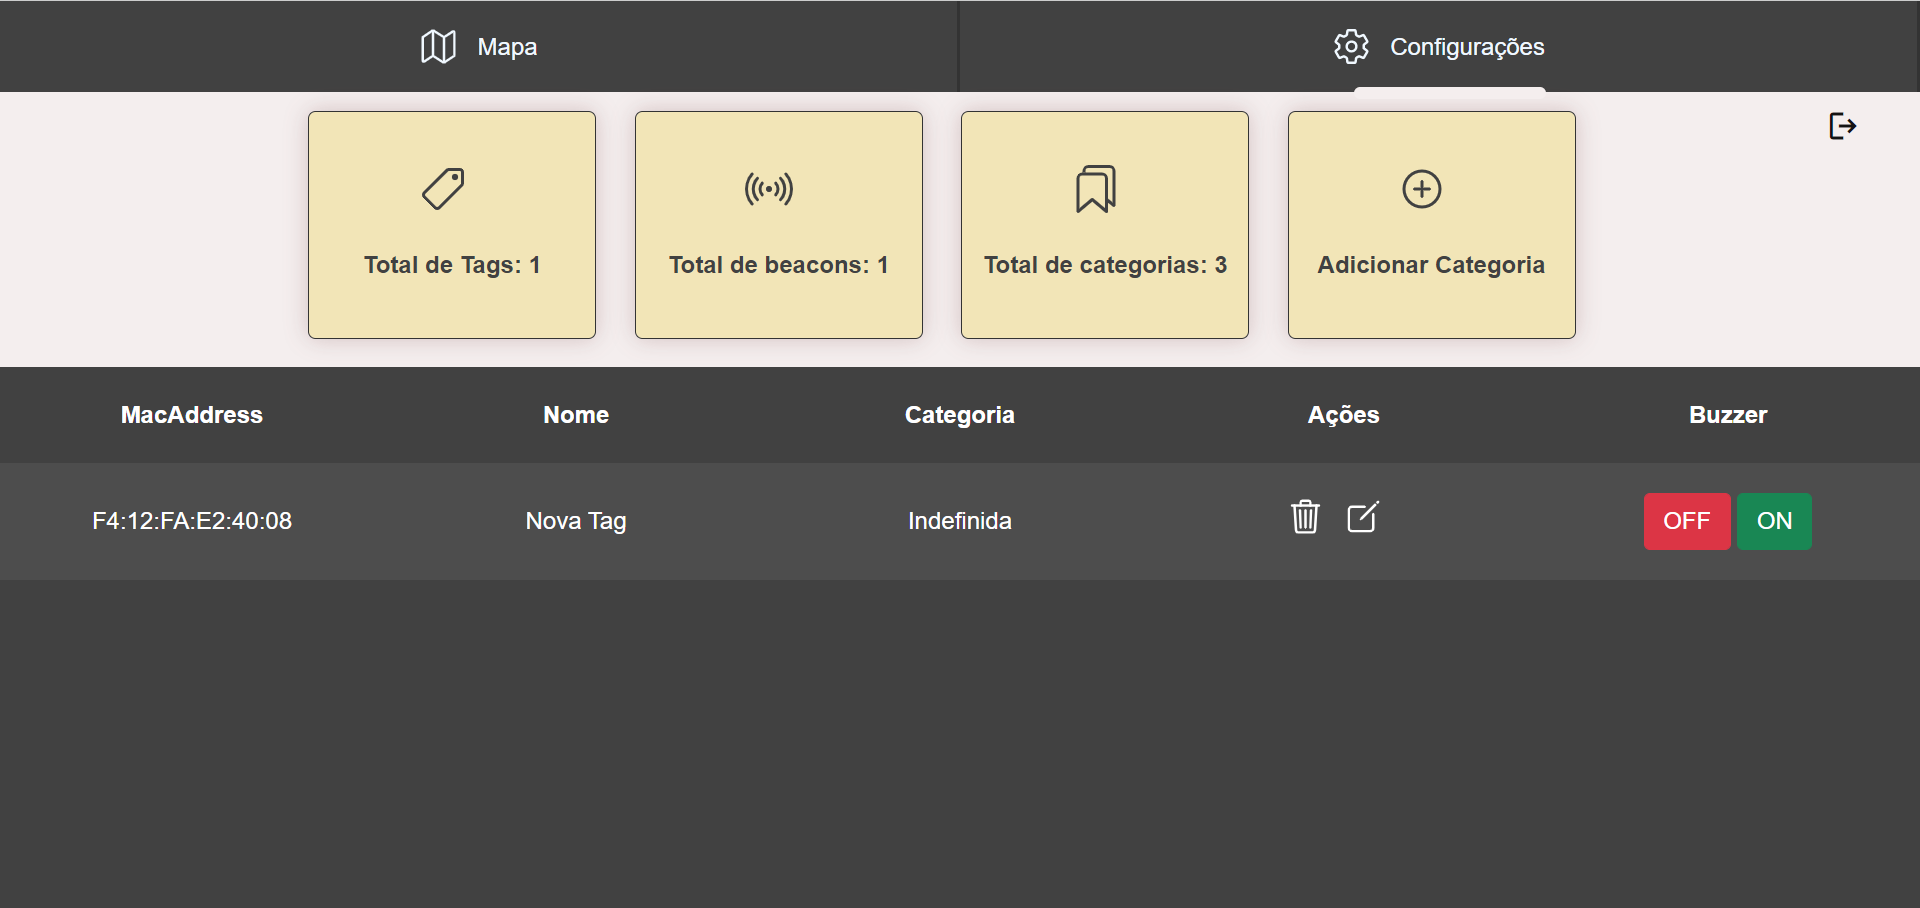 Mapa
Configurações
Total de Tags: 1
Total de beacons: 1
Total de categorias: 3
Adicionar Categoria
MacAddress Nome Categoria Ações Buzzer
F4:12:FA:E2:40:08 Nova Tag Indefinida OFF ON